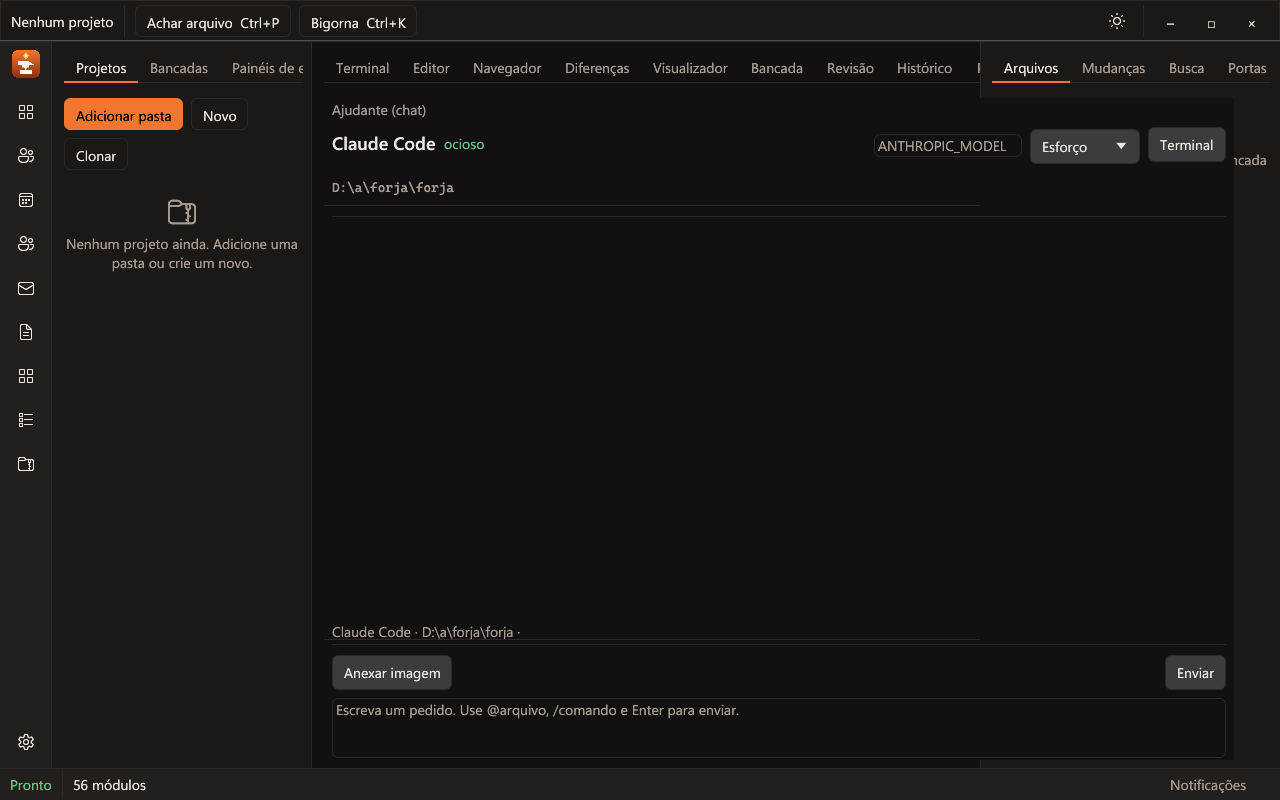 Nenhum projeto
Achar arquivo Ctrl+P
Bigorna Ctrl+K
Projetos
Bancadas
Painéis de e
Adicionar pasta
Novo
Clonar
Nenhum projeto ainda. Adicione uma
pasta ou crie um novo.
Terminal
Editor
Navegador
Diferenças
Visualizador
Bancada
Revisão
Histórico
Ajudante (chat)
Claude Code ocioso
ANTHROPIC_MODEL
Esforço
Terminal
D:\a\forja\forja
Claude Code · D:\a\forja\forja ·
Anexar imagem
Enviar
Escreva um pedido. Use @arquivo, /comando e Enter para enviar.
Arquivos
Mudanças
Busca
Portas
ncada
Pronto
56 módulos
Notificações